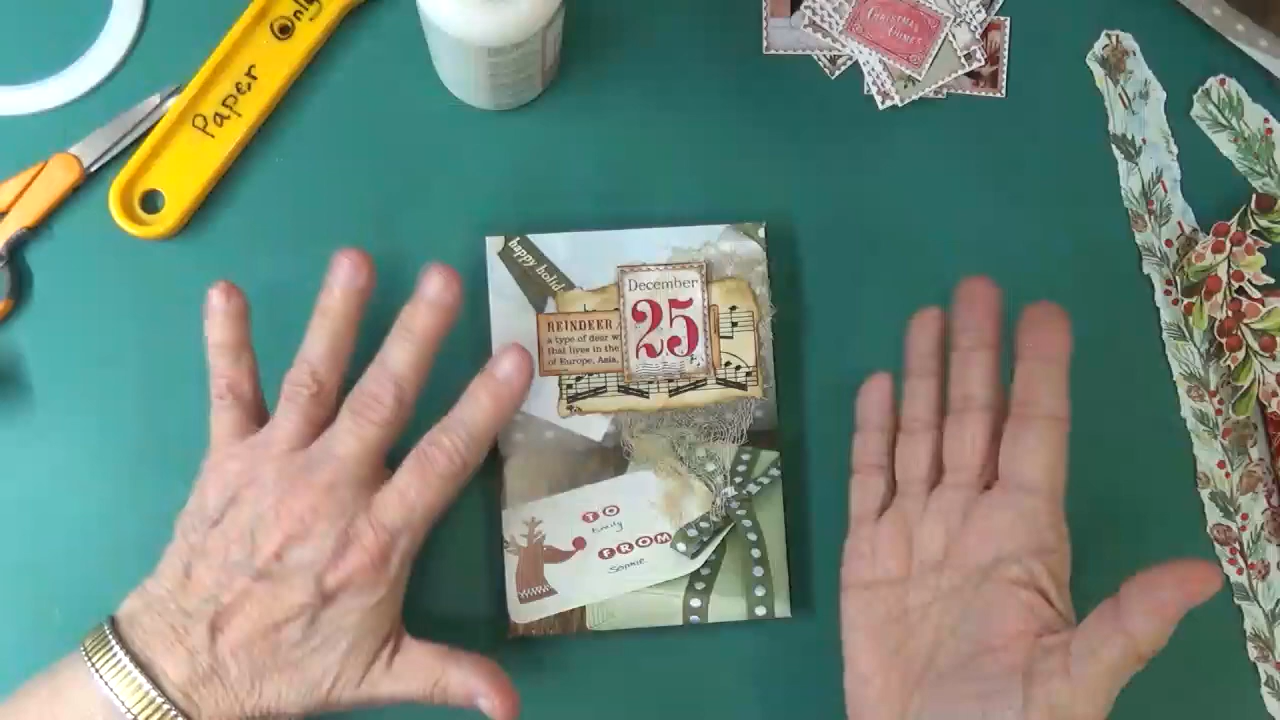 Paper Only
CHRISTMAS
happy holid
December
25
REINDEER
a type of deer w
that lives in the
of Europe, Asia,
TO
Emily
FROM
Sophie